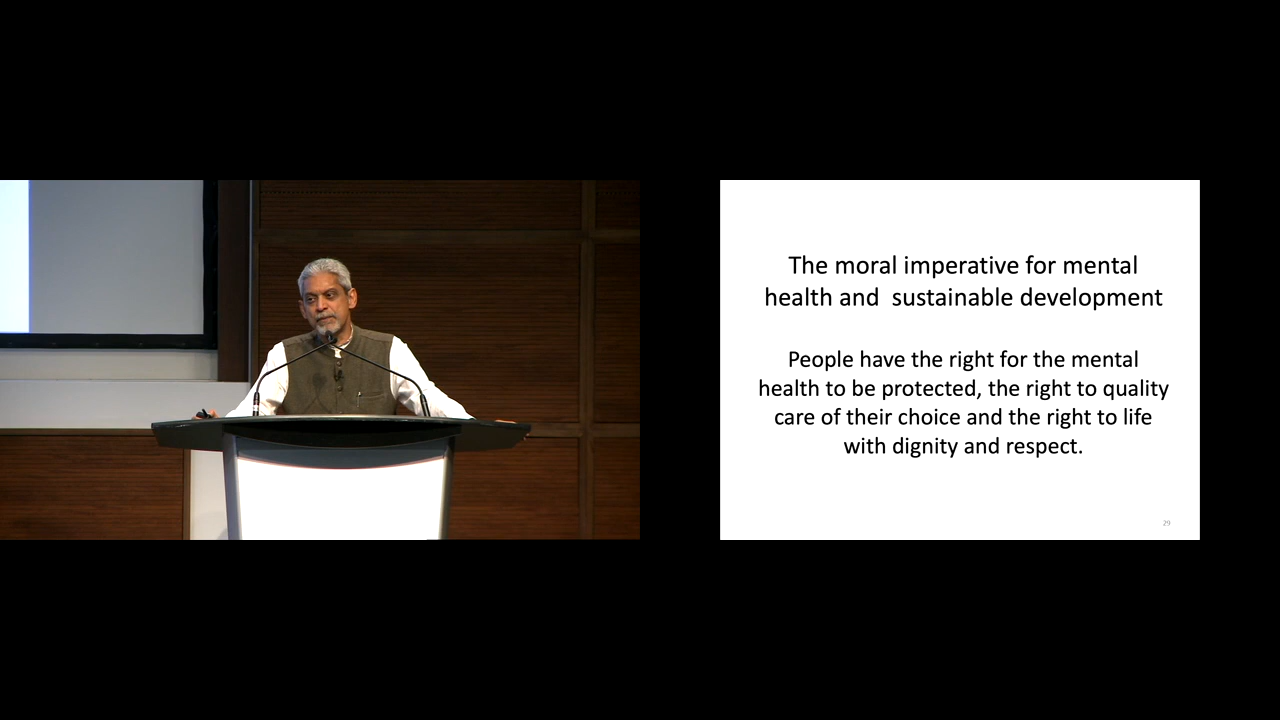 The moral imperative for mental
health and  sustainable development
People have the right for the mental
health to be protected, the right to quality
care of their choice and the right to life
with dignity and respect.
29